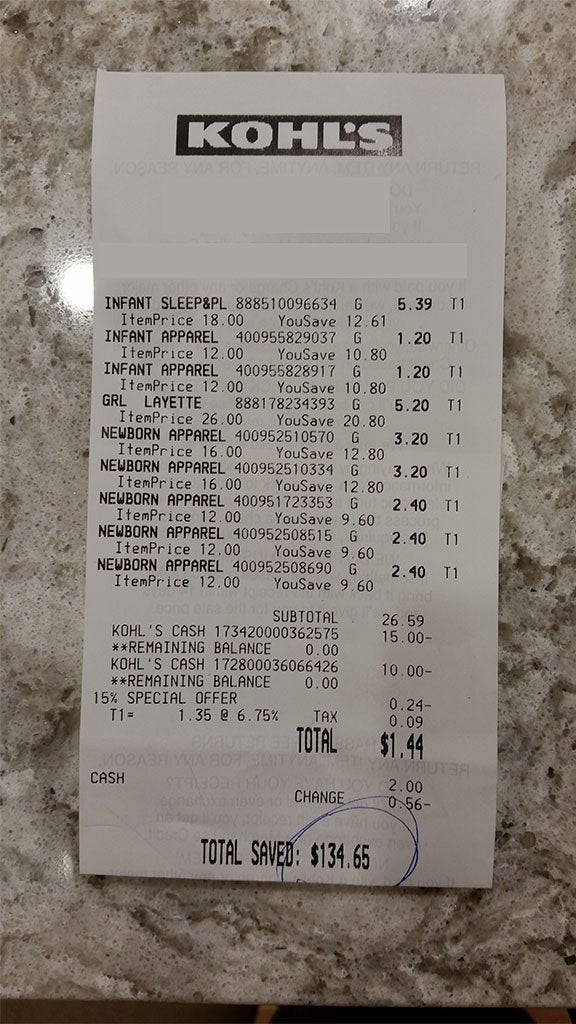 KOHL'S
INFANT SLEEP&PL 888510096634 G 5.39 T1
ItemPrice 18.00 YouSave 12.61
INFANT APPAREL 400955829037 G 1.20 T1
ItemPrice 12.00 YouSave 10.80
INFANT APPAREL 400955828917 G 1.20 T1
ItemPrice 12.00 YouSave 10.80
GRL LAYETTE 888178234393 G 5.20 T1
ItemPrice 26.00 YouSave 20.80
NEWBORN APPAREL 400952510570 G 3.20 T1
ItemPrice 16.00 YouSave 12.80
NEWBORN APPAREL 400952510334 G 3.20 T1
ItemPrice 16.00 YouSave 12.80
NEWBORN APPAREL 400951723353 G 2.40 T1
ItemPrice 12.00 YouSave 9.60
NEWBORN APPAREL 400952508515 G 2.40 T1
ItemPrice 12.00 YouSave 9.60
NEWBORN APPAREL 400952508690 G 2.40 T1
ItemPrice 12.00 YouSave 9.60
SUBTOTAL 26.59
KOHL'S CASH 173420000362575 15.00-
**REMAINING BALANCE 0.00
KOHL'S CASH 172800036066426 10.00-
**REMAINING BALANCE 0.00
15% SPECIAL OFFER 0.24-
T1= 1.35 @ 6.75% TAX 0.09
TOTAL $1.44
CASH 2.00
CHANGE 0.56-
TOTAL SAVED: $134.65